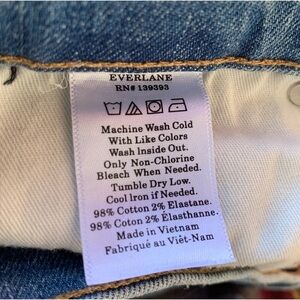 EVERLANE
RN# 139393
Machine Wash Cold
With Like Colors
Wash Inside Out.
Only Non-Chlorine
Bleach When Needed.
Tumble Dry Low.
Cool Iron if Needed.
98% Cotton 2% Elastane.
98% Coton 2% Élasthanne.
Made in Vietnam
Fabriqué au Viêt-Nam